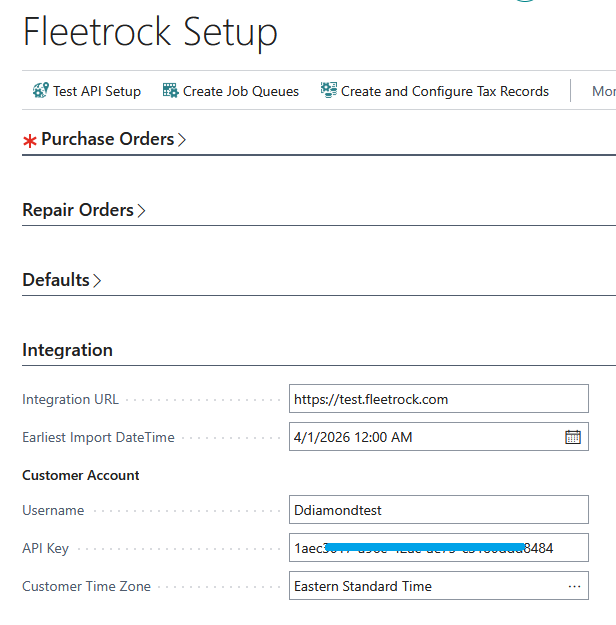 Fleetrock Setup
Test API Setup Create Job Queues Create and Configure Tax Records Mor
* Purchase Orders >
Repair Orders >
Defaults >
Integration
Integration URL https://test.fleetrock.com
Earliest Import DateTime 4/1/2026 12:00 AM
Customer Account
Username Ddiamondtest
API Key 1aec 8484
Customer Time Zone Eastern Standard Time ...